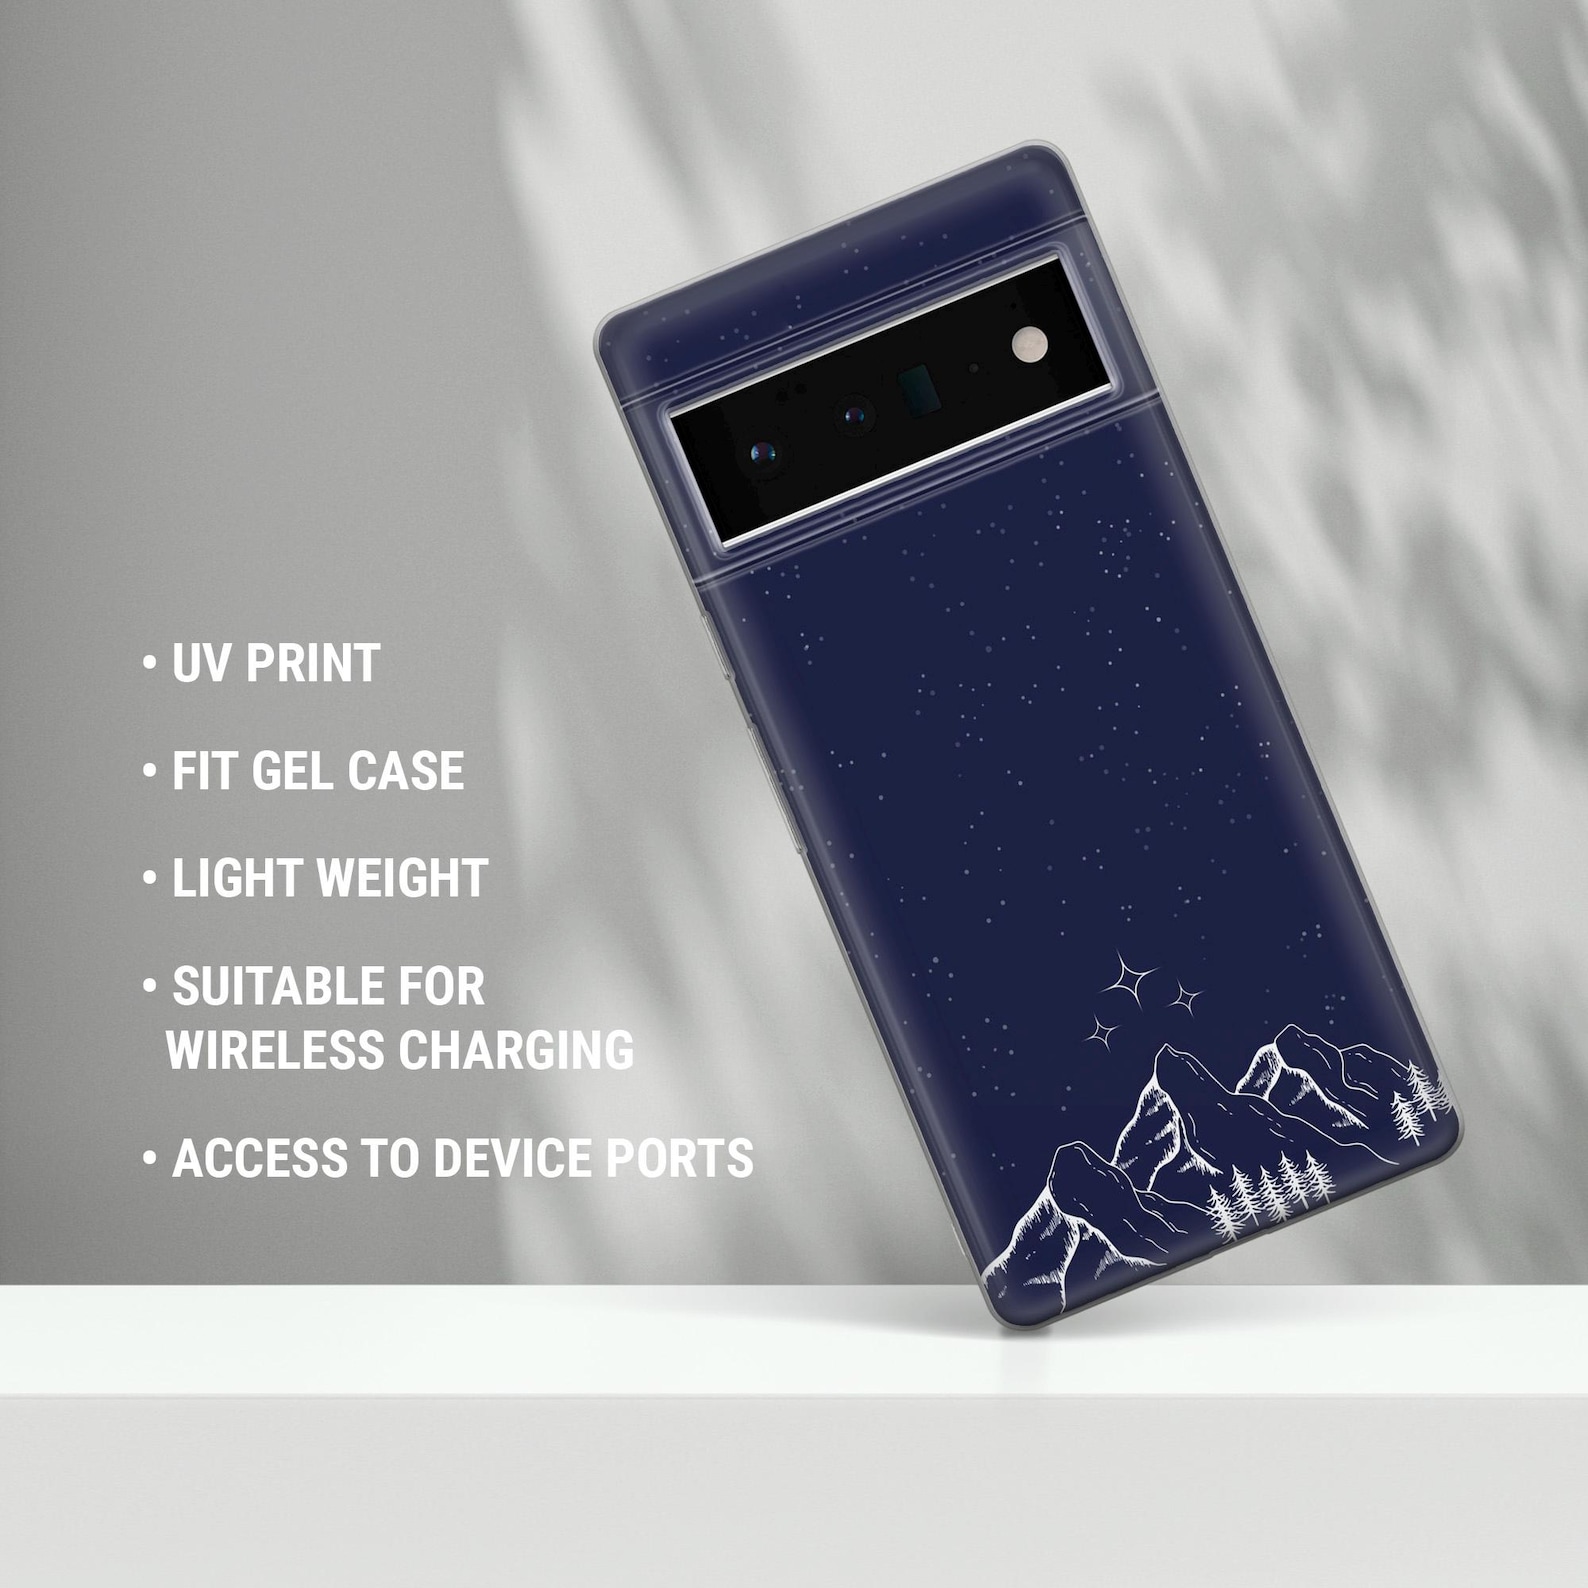 • UV PRINT
• FIT GEL CASE
• LIGHT WEIGHT
• SUITABLE FOR
WIRELESS CHARGING
• ACCESS TO DEVICE PORTS